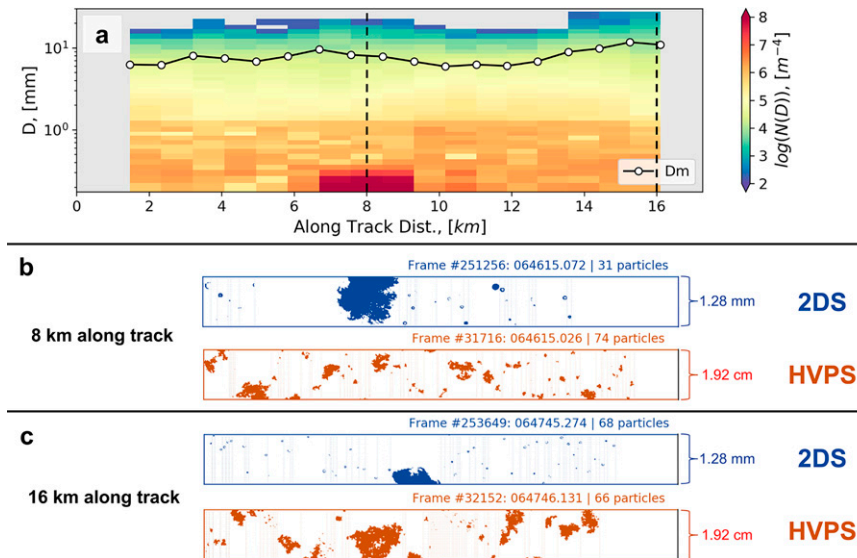 a
D, [mm]
10¹
10⁰
0 2 4 6 8 10 12 14 16
Along Track Dist., [km]
Dm
8
7
6
5
4
3
2
log(N(D)), [m⁻⁴]
b
8 km along track
Frame #251256: 064615.072 | 31 particles
1.28 mm
2DS
Frame #31716: 064615.026 | 74 particles
1.92 cm
HVPS
c
16 km along track
Frame #253649: 064745.274 | 68 particles
1.28 mm
2DS
Frame #32152: 064746.131 | 66 particles
1.92 cm
HVPS